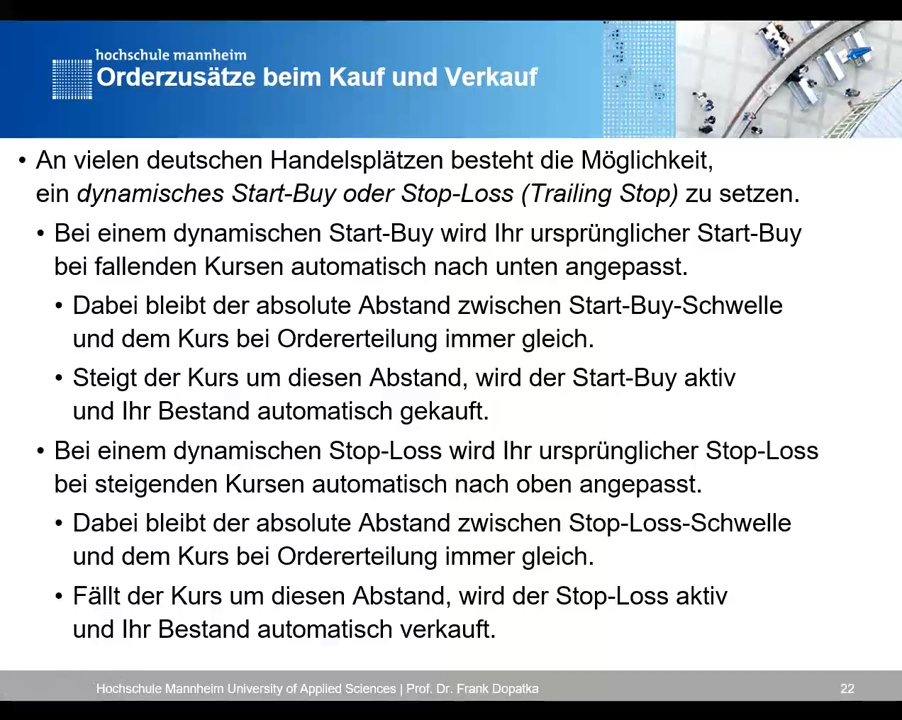 hochschule mannheim
Orderzusätze beim Kauf und Verkauf
• An vielen deutschen Handelsplätzen besteht die Möglichkeit,
ein dynamisches Start-Buy oder Stop-Loss (Trailing Stop) zu setzen.
• Bei einem dynamischen Start-Buy wird Ihr ursprünglicher Start-Buy
bei fallenden Kursen automatisch nach unten angepasst.
• Dabei bleibt der absolute Abstand zwischen Start-Buy-Schwelle
und dem Kurs bei Ordererteilung immer gleich.
• Steigt der Kurs um diesen Abstand, wird der Start-Buy aktiv
und Ihr Bestand automatisch gekauft.
• Bei einem dynamischen Stop-Loss wird Ihr ursprünglicher Stop-Loss
bei steigenden Kursen automatisch nach oben angepasst.
• Dabei bleibt der absolute Abstand zwischen Stop-Loss-Schwelle
und dem Kurs bei Ordererteilung immer gleich.
• Fällt der Kurs um diesen Abstand, wird der Stop-Loss aktiv
und Ihr Bestand automatisch verkauft.
Hochschule Mannheim University of Applied Sciences | Prof. Dr. Frank Dopatka
22